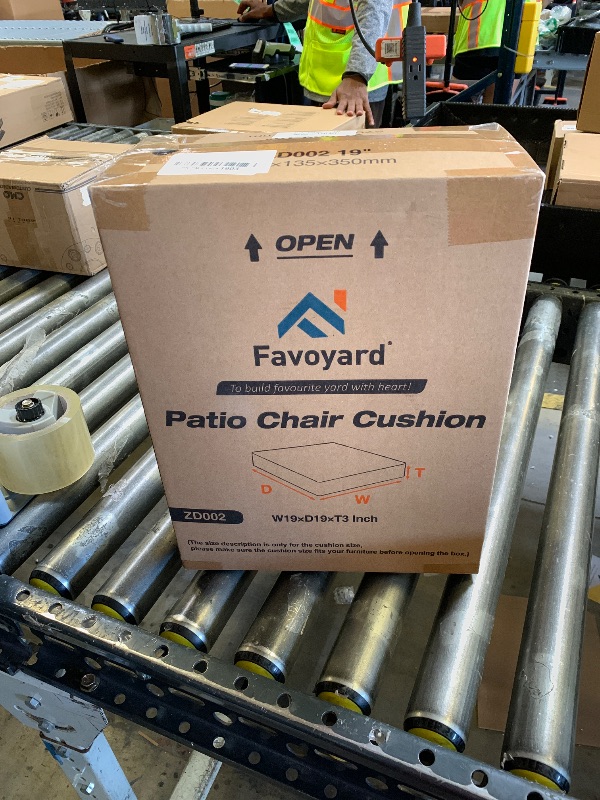 D002 19"
×135×350mm
OPEN
Favoyard
To build favourite yard with heart!
Patio Chair Cushion
D
W
T
ZD002
W19×D19×T3 Inch
(The size description is only for the cushion size,
please make sure the cushion size fits your furniture before opening the box.)